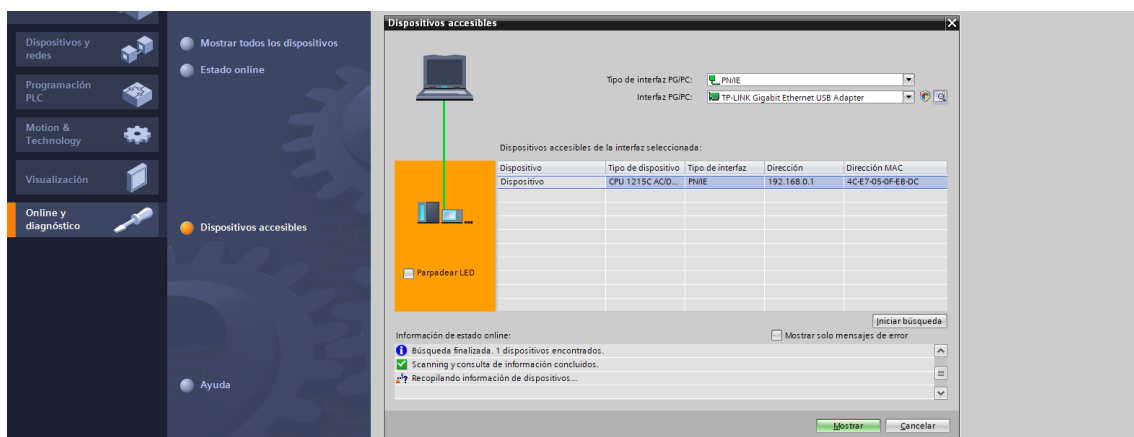 Dispositivos y
redes
Programación
PLC
Motion &
Technology
Visualización
Online y
diagnóstico
Mostrar todos los dispositivos
Estado online
Dispositivos accesibles
Ayuda
Dispositivos accesibles
Tipo de interfaz PG/PC: PN/IE
Interfaz PG/PC: TP-LINK Gigabit Ethernet USB Adapter
Dispositivos accesibles de la interfaz seleccionada:
Dispositivo Tipo de dispositivo Tipo de interfaz Dirección Dirección MAC
Dispositivo CPU 1215C AC/D... PN/IE 192.168.0.1 4C-E7-05-0F-EB-DC
Parpadear LED
Iniciar búsqueda
Información de estado online:
Mostrar solo mensajes de error
Búsqueda finalizada. 1 dispositivos encontrados.
Scanning y consulta de información concluidos.
Recopilando información de dispositivos...
Mostrar
Cancelar